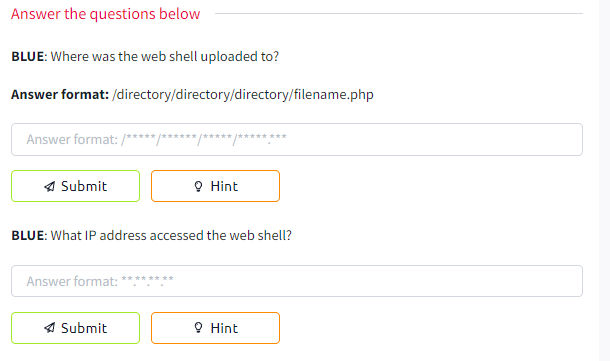 Answer the questions below
BLUE: Where was the web shell uploaded to?
Answer format: /directory/directory/directory/filename.php
Answer format: /*****/******/*****/*****.***
Submit
Hint
BLUE: What IP address accessed the web shell?
Answer format: **.**.**.**
Submit
Hint